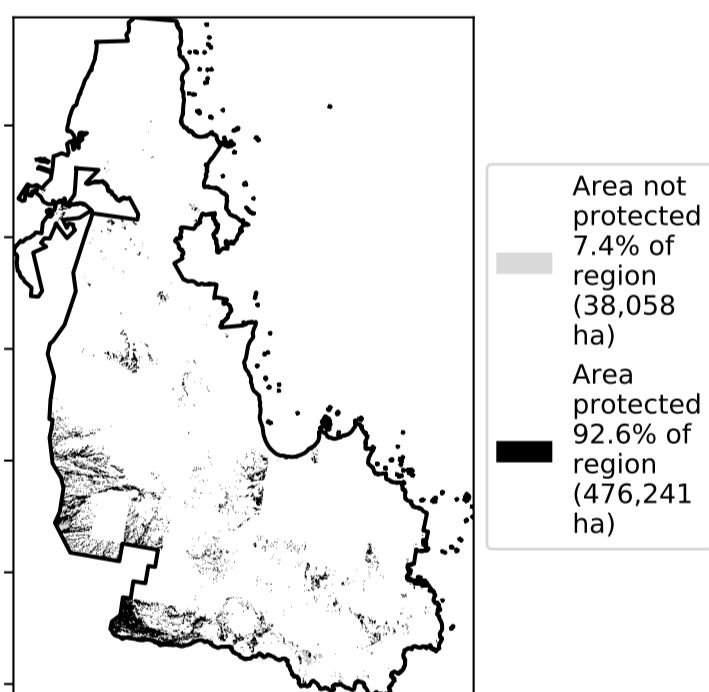 Area not
protected
7.4% of
region
(38,058
ha)
Area
protected
92.6% of
region
(476,241
ha)